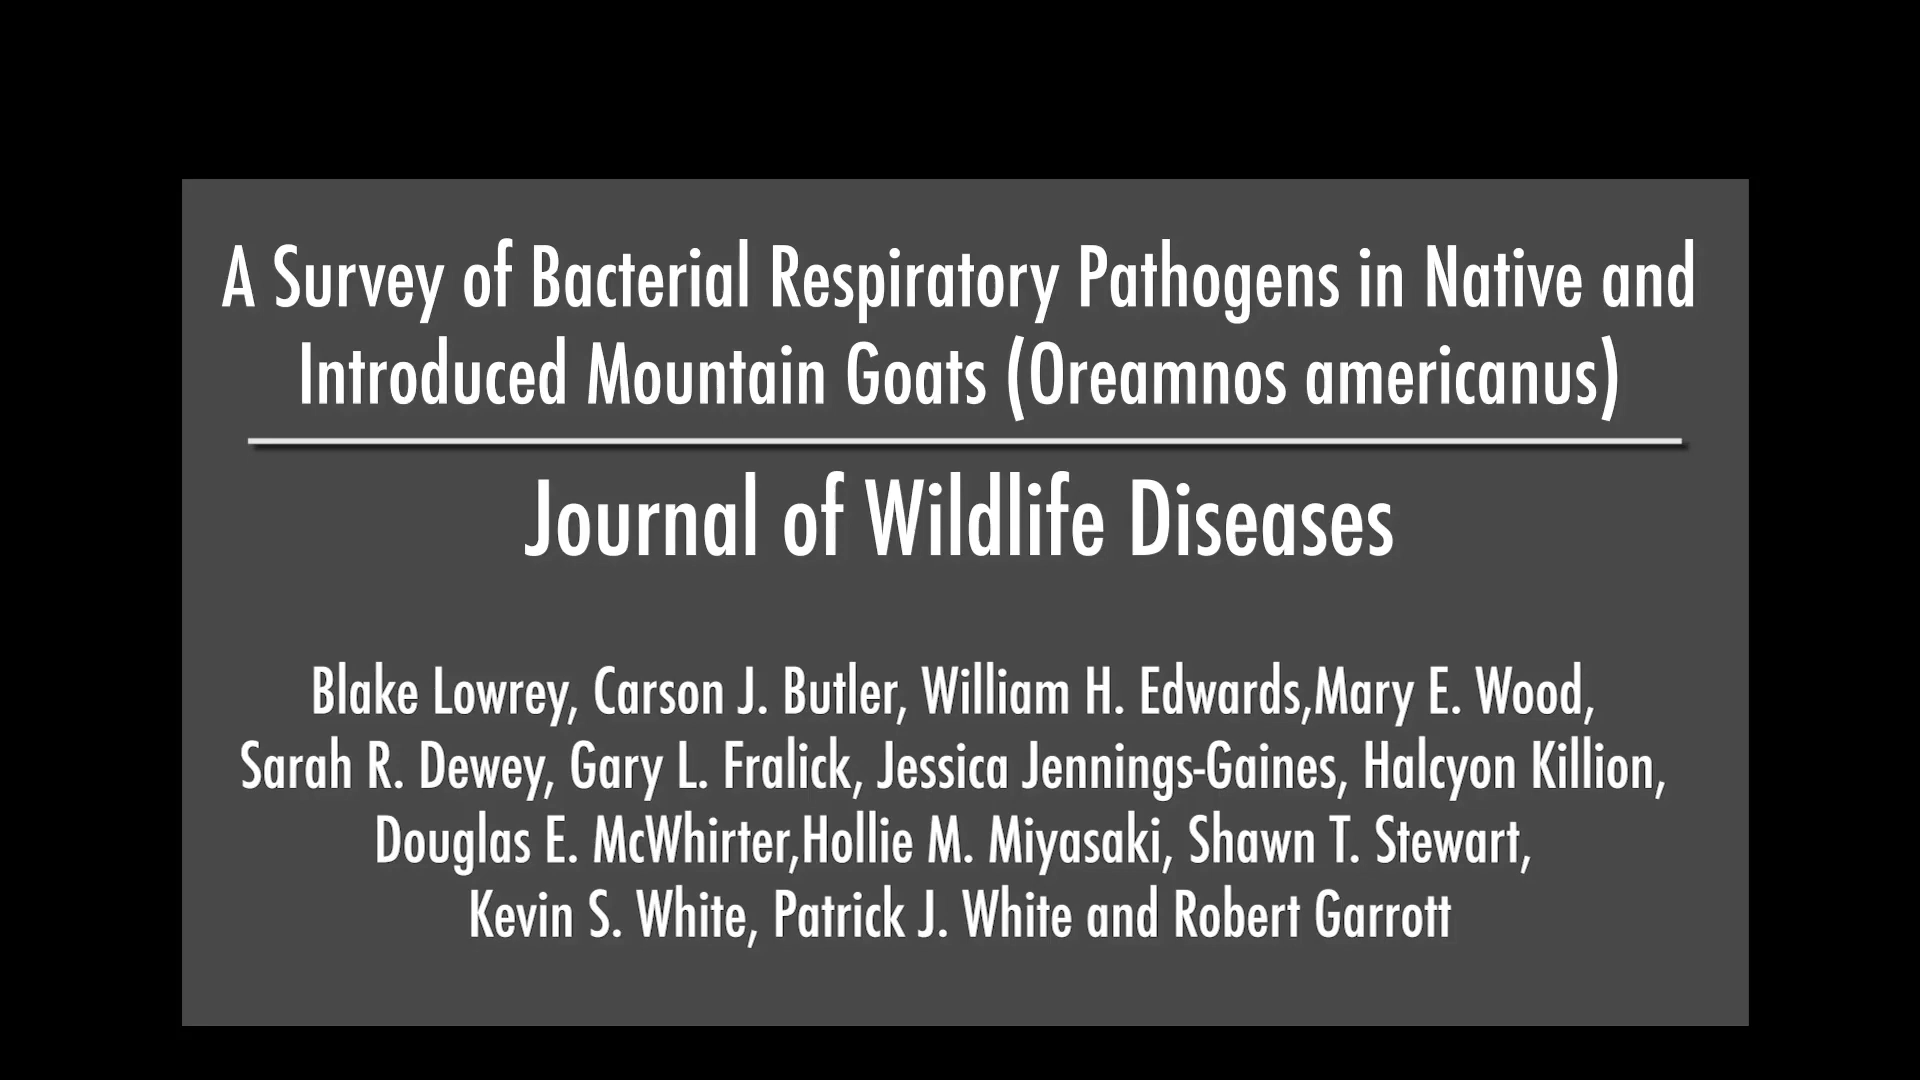 A Survey of Bacterial Respiratory Pathogens in Native and
Introduced Mountain Goats (Oreamnos americanus)
Journal of Wildlife Diseases
Blake Lowrey, Carson J. Butler, William H. Edwards,Mary E. Wood,
Sarah R. Dewey, Gary L. Fralick, Jessica Jennings-Gaines, Halcyon Killion,
Douglas E. McWhirter,Hollie M. Miyasaki, Shawn T. Stewart,
Kevin S. White, Patrick J. White and Robert Garrott